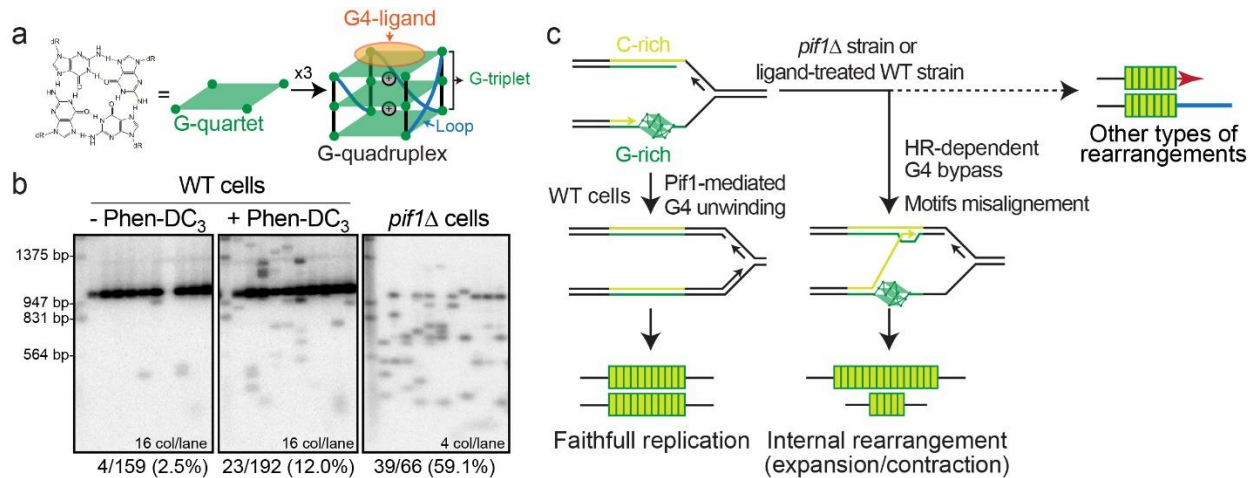 a
dR
dR
dR
dR
=
G-quartet
x3
G4-ligand
G-triplet
Loop
G-quadruplex
b
WT cells
- Phen-DC3
+ Phen-DC3
pif1Δ cells
1375 bp-
947 bp-
831 bp-
564 bp-
16 col/lane
16 col/lane
4 col/lane
4/159 (2.5%)
23/192 (12.0%)
39/66 (59.1%)
c
C-rich
G-rich
pif1Δ strain or
ligand-treated WT strain
Other types of
rearrangements
WT cells
Pif1-mediated
G4 unwinding
HR-dependent
G4 bypass
Motifs misalignement
Faithfull replication
Internal rearrangement
(expansion/contraction)